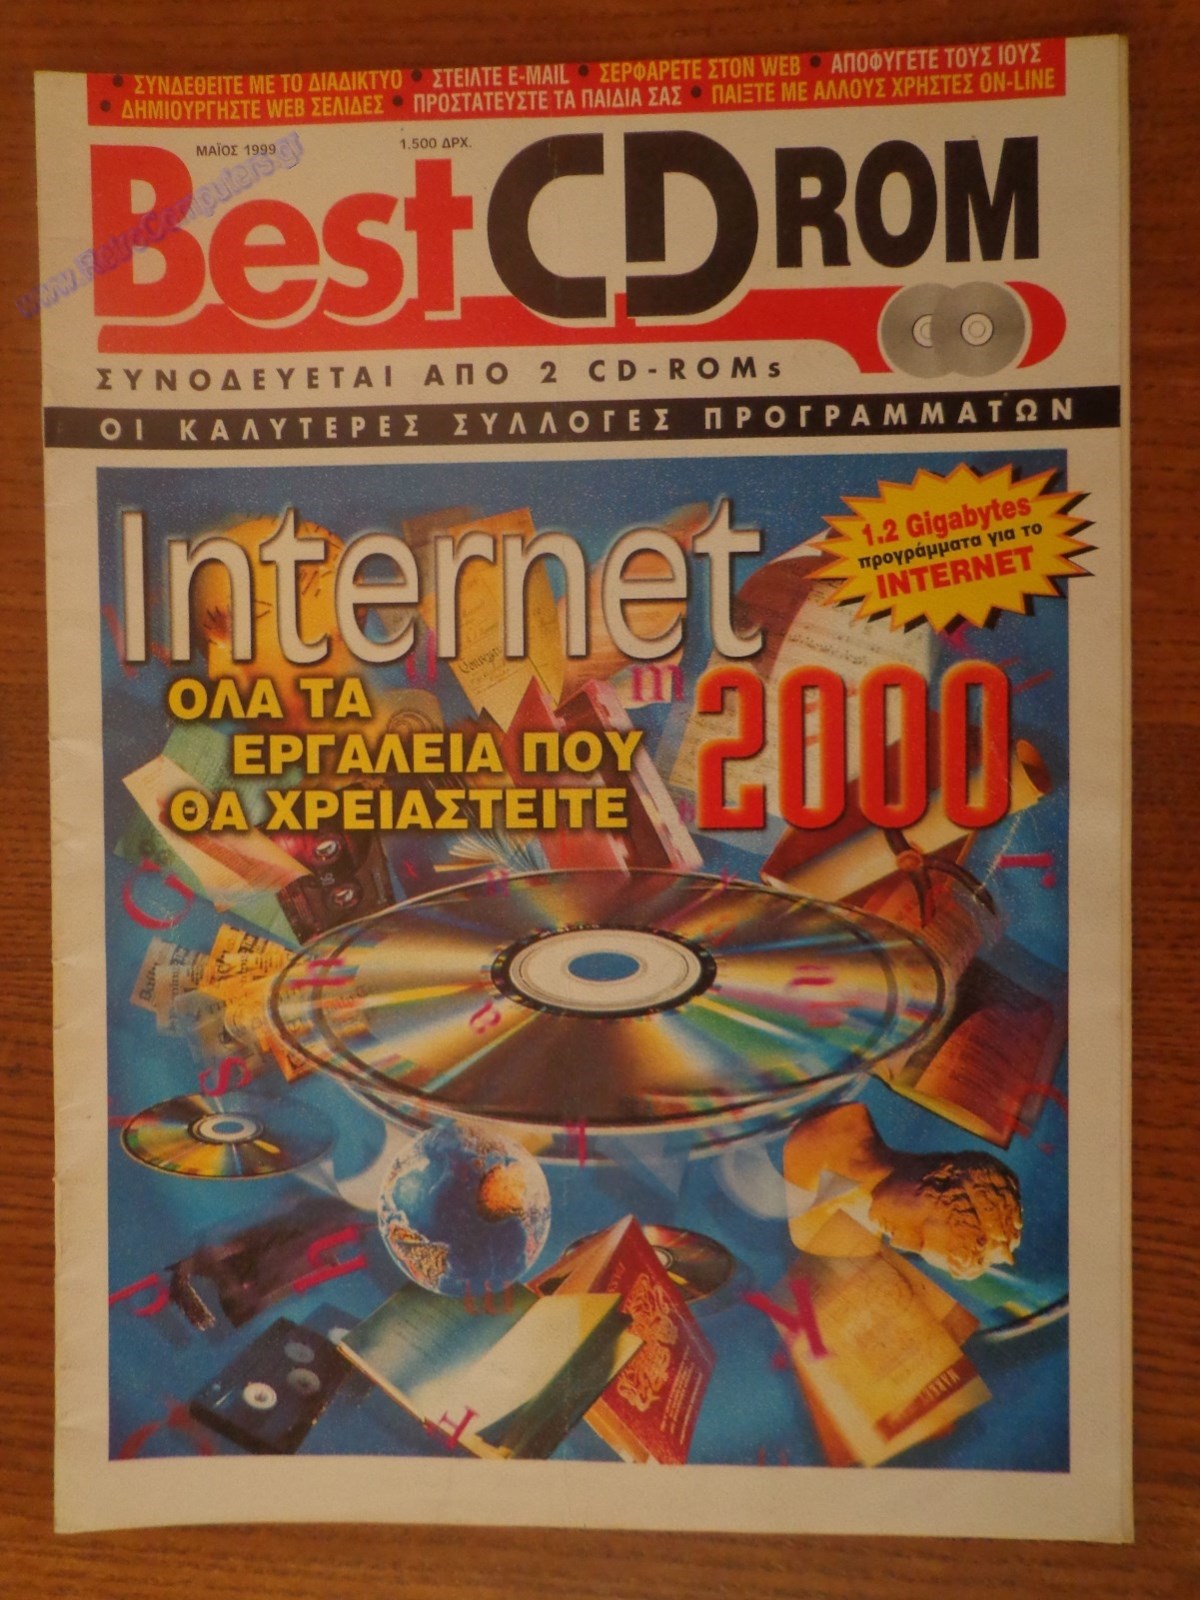 • ΣΥΝΔΕΘΕΙΤΕ ΜΕ ΤΟ ΔΙΑΔΙΚΤΥΟ • ΣΤΕΙΛΤΕ E-MAIL • ΣΕΡΦΑΡΕΤΕ ΣΤΟΝ WEB • ΑΠΟΦΥΓΕΤΕ ΤΟΥΣ ΙΟΥΣ
• ΔΗΜΙΟΥΡΓΗΣΤΕ WEB ΣΕΛΙΔΕΣ • ΠΡΟΣΤΑΤΕΥΣΤΕ ΤΑ ΠΑΙΔΙΑ ΣΑΣ • ΠΑΙΞΤΕ ΜΕ ΑΛΛΟΥΣ ΧΡΗΣΤΕΣ ON-LINE
ΜΑΪΟΣ 1999 1.500 ΔΡΧ.
www.RetroComputers.gr
Best CD ROM
ΣΥΝΟΔΕΥΕΤΑΙ ΑΠΟ 2 CD-ROMs
ΟΙ ΚΑΛΥΤΕΡΕΣ ΣΥΛΛΟΓΕΣ ΠΡΟΓΡΑΜΜΑΤΩΝ
1.2 Gigabytes
προγράμματα για το
INTERNET
Internet
2000
ΟΛΑ ΤΑ
ΕΡΓΑΛΕΙΑ ΠΟΥ
ΘΑ ΧΡΕΙΑΣΤΕΙΤΕ